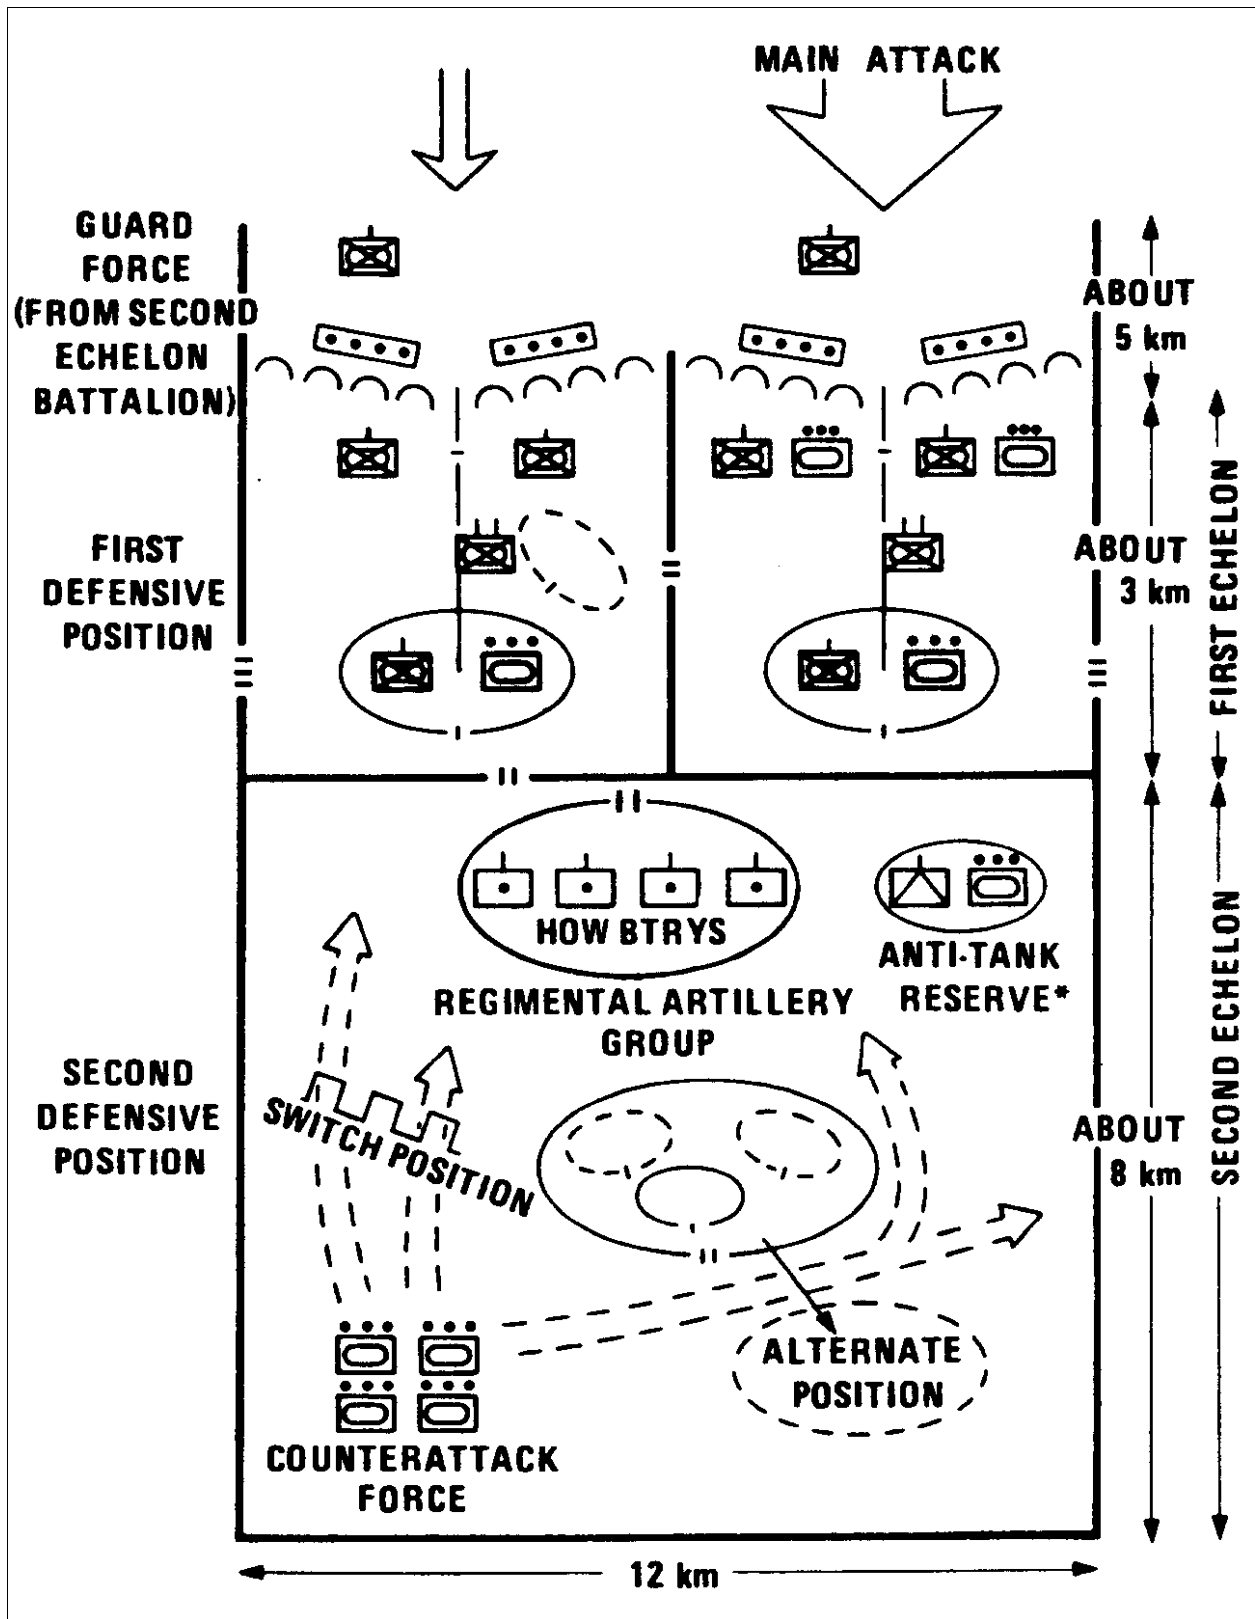 MAIN ATTACK
GUARD
FORCE
(FROM SECOND
ECHELON
BATTALION)
ABOUT
5 km
FIRST
DEFENSIVE
POSITION
ABOUT
3 km
FIRST ECHELON
HOW BTRYS
REGIMENTAL ARTILLERY
GROUP
ANTI-TANK
RESERVE*
SECOND
DEFENSIVE
POSITION
SWITCH POSITION
ABOUT
8 km
SECOND ECHELON
ALTERNATE
POSITION
COUNTERATTACK
FORCE
12 km